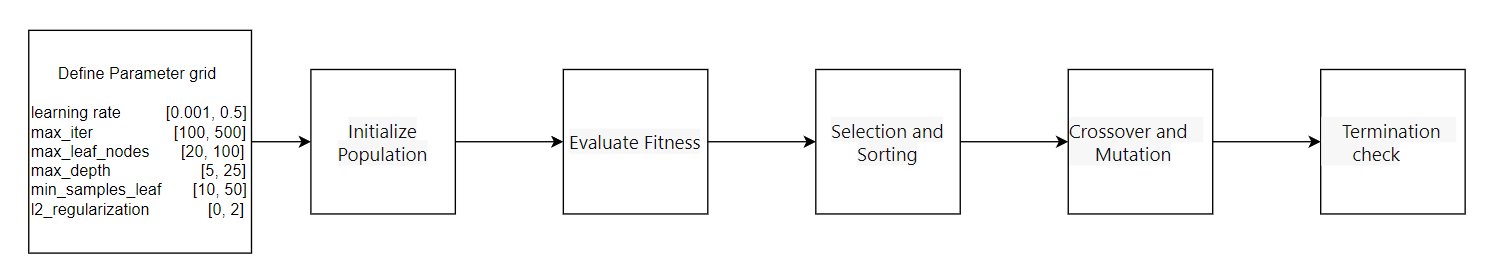 Define Parameter grid
learning rate [0.001, 0.5]
max_iter [100, 500]
max_leaf_nodes [20, 100]
max_depth [5, 25]
min_samples_leaf [10, 50]
l2_regularization [0, 2]
Initialize
Population
Evaluate Fitness
Selection and
Sorting
Crossover and
Mutation
Termination
check